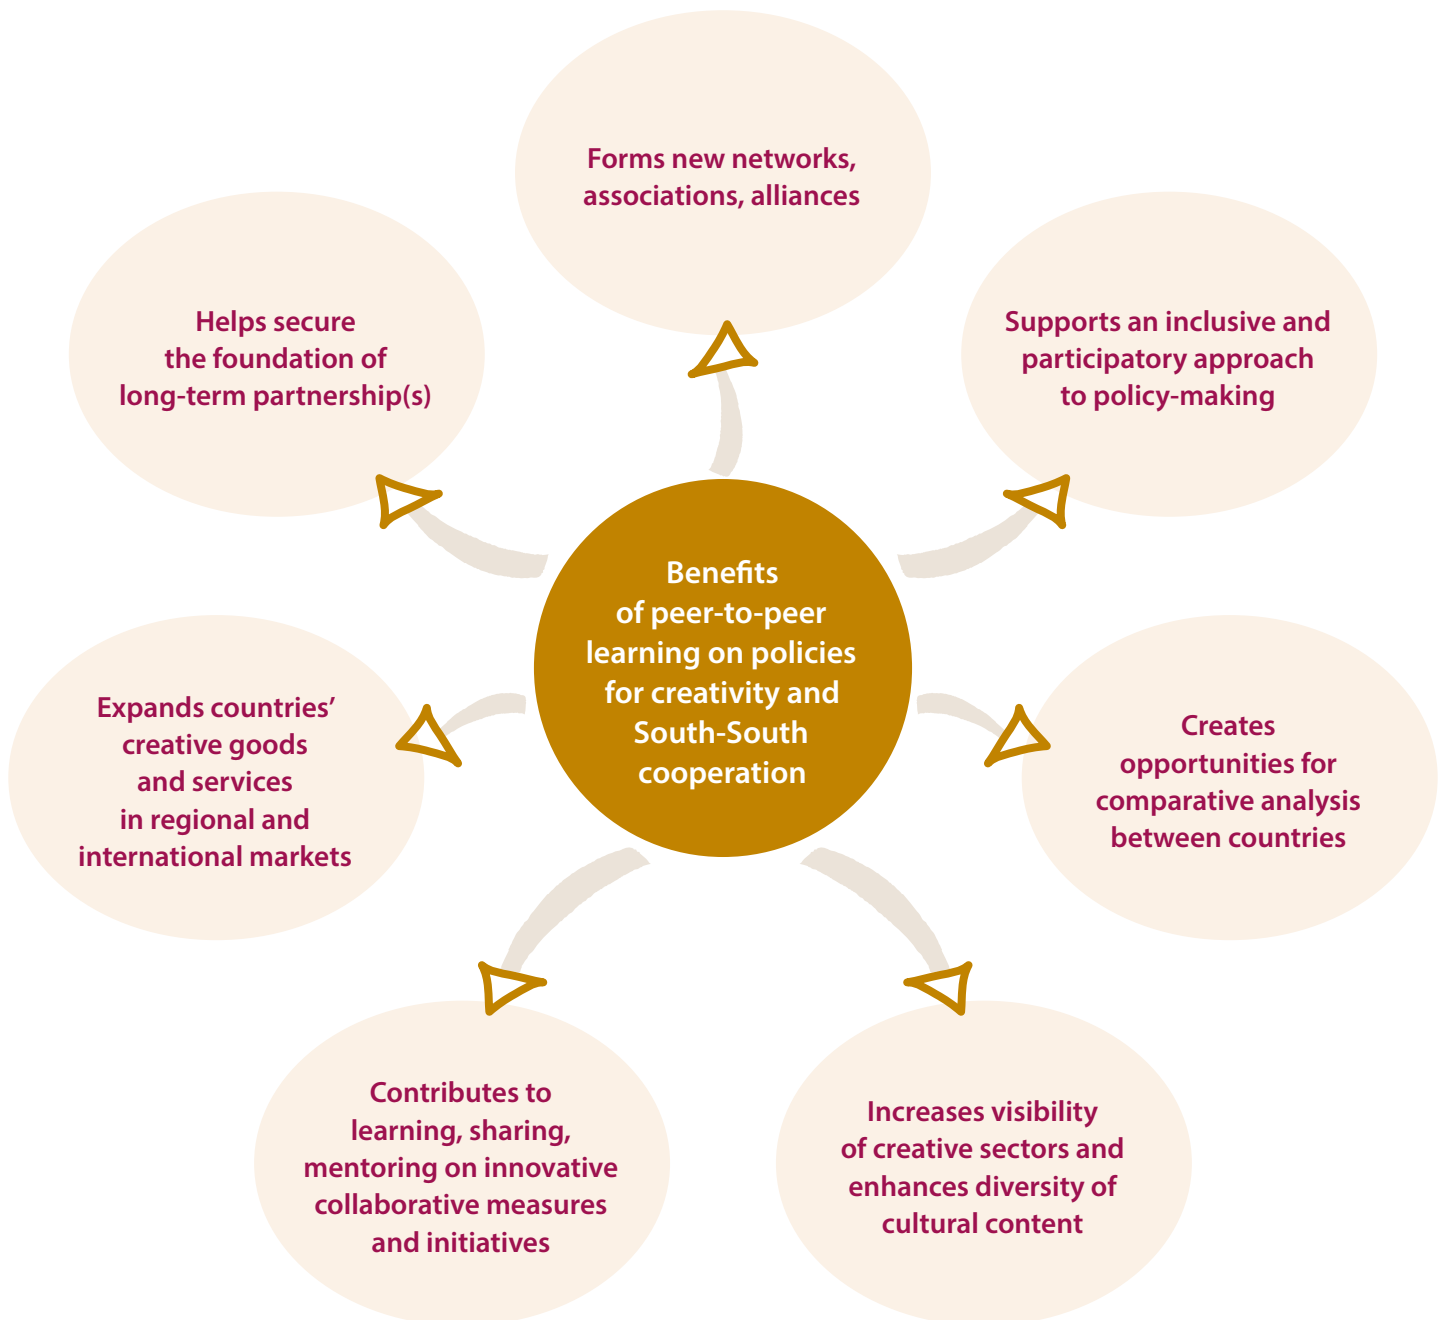 Forms new networks,
associations, alliances
Helps secure
the foundation of
long-term partnership(s)
Supports an inclusive and
participatory approach
to policy-making
Benefits
of peer-to-peer
learning on policies
for creativity and
South-South
cooperation
Expands countries’
creative goods
and services
in regional and
international markets
Creates
opportunities for
comparative analysis
between countries
Contributes to
learning, sharing,
mentoring on innovative
collaborative measures
and initiatives
Increases visibility
of creative sectors and
enhances diversity of
cultural content